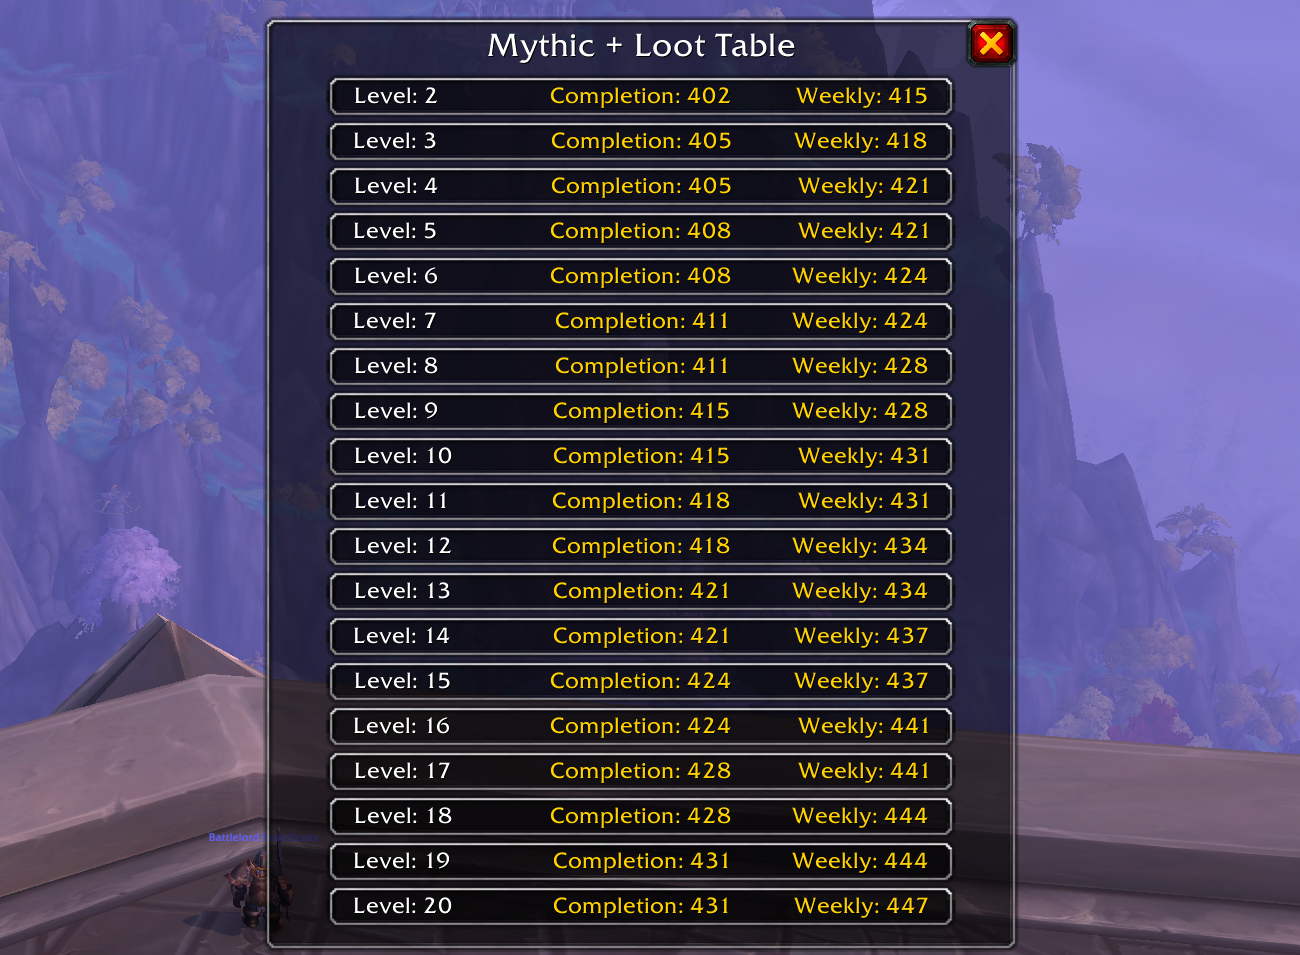 Mythic + Loot Table
Level: 2 Completion: 402 Weekly: 415
Level: 3 Completion: 405 Weekly: 418
Level: 4 Completion: 405 Weekly: 421
Level: 5 Completion: 408 Weekly: 421
Level: 6 Completion: 408 Weekly: 424
Level: 7 Completion: 411 Weekly: 424
Level: 8 Completion: 411 Weekly: 428
Level: 9 Completion: 415 Weekly: 428
Level: 10 Completion: 415 Weekly: 431
Level: 11 Completion: 418 Weekly: 431
Level: 12 Completion: 418 Weekly: 434
Level: 13 Completion: 421 Weekly: 434
Level: 14 Completion: 421 Weekly: 437
Level: 15 Completion: 424 Weekly: 437
Level: 16 Completion: 424 Weekly: 441
Level: 17 Completion: 428 Weekly: 441
Level: 18 Completion: 428 Weekly: 444
Battlelord
Level: 19 Completion: 431 Weekly: 444
Level: 20 Completion: 431 Weekly: 447